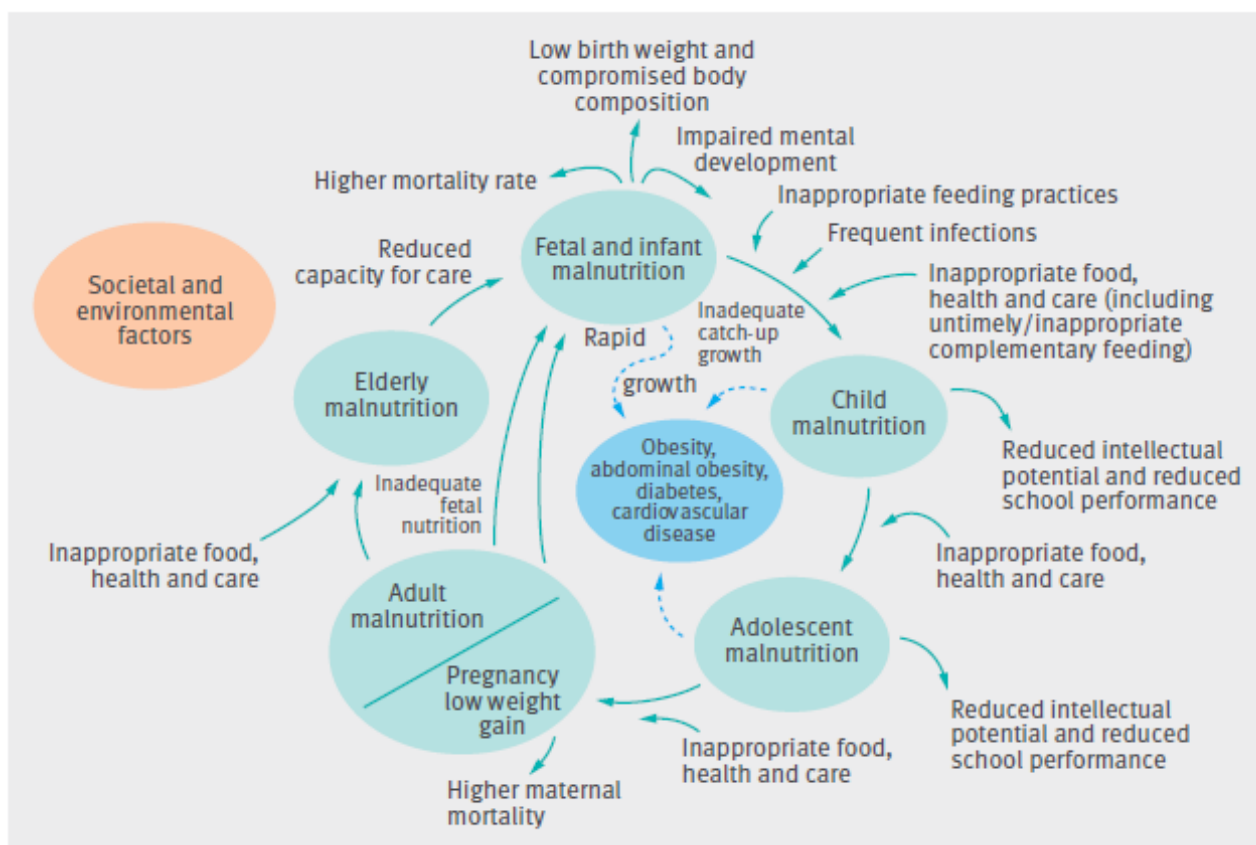 Low birth weight and
compromised body
composition
Impaired mental
development
Higher mortality rate
Inappropriate feeding practices
Fetal and infant
malnutrition
Frequent infections
Reduced
capacity for care
Societal and
environmental
factors
Inappropriate food,
health and care (including
untimely/inappropriate
complementary feeding)
Inadequate
catch-up
growth
Rapid
growth
Elderly
malnutrition
Child
malnutrition
Obesity,
abdominal obesity,
diabetes,
cardiovascular
disease
Reduced intellectual
potential and reduced
school performance
Inadequate
fetal
nutrition
Inappropriate food,
health and care
Inappropriate food,
health and care
Adult
malnutrition
Pregnancy
low weight
gain
Adolescent
malnutrition
Reduced intellectual
potential and reduced
school performance
Inappropriate food,
health and care
Higher maternal
mortality